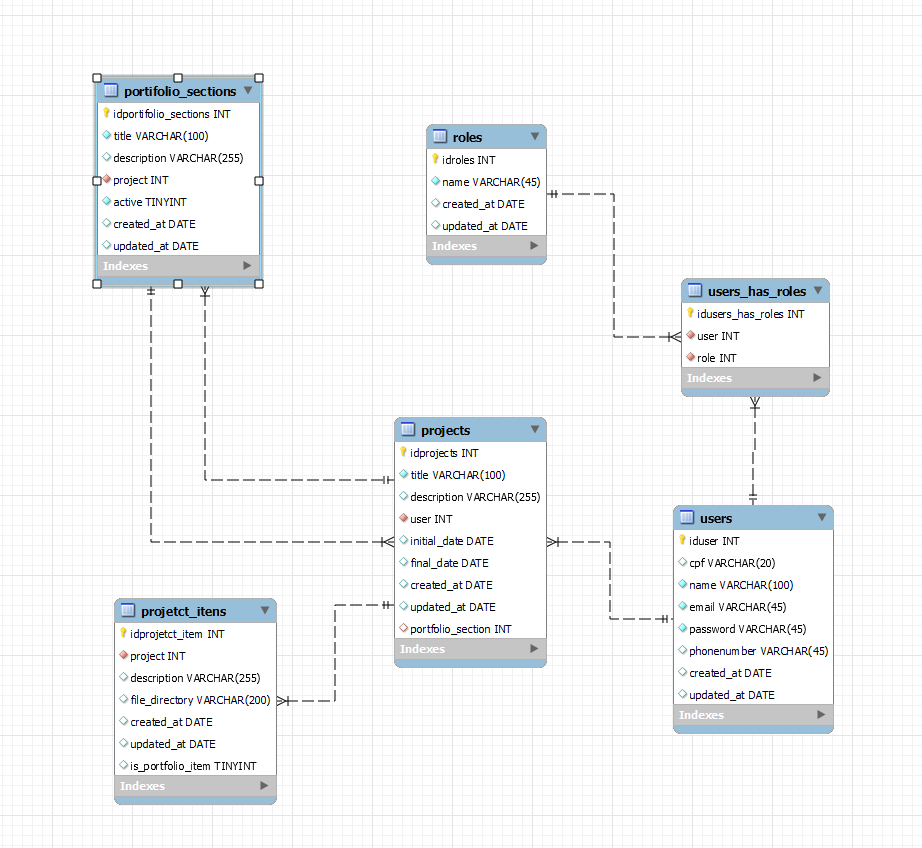 portifolio_sections
idportifolio_sections INT
title VARCHAR(100)
description VARCHAR(255)
project INT
active TINYINT
created_at DATE
updated_at DATE
Indexes
roles
idroles INT
name VARCHAR(45)
created_at DATE
updated_at DATE
Indexes
users_has_roles
idusers_has_roles INT
user INT
role INT
Indexes
projects
idprojects INT
title VARCHAR(100)
description VARCHAR(255)
user INT
initial_date DATE
final_date DATE
created_at DATE
updated_at DATE
portfolio_section INT
Indexes
users
iduser INT
cpf VARCHAR(20)
name VARCHAR(100)
email VARCHAR(45)
password VARCHAR(45)
phonenumber VARCHAR(45)
created_at DATE
updated_at DATE
Indexes
projetct_itens
idprojetct_item INT
project INT
description VARCHAR(255)
file_directory VARCHAR(200)
created_at DATE
updated_at DATE
is_portfolio_item TINYINT
Indexes